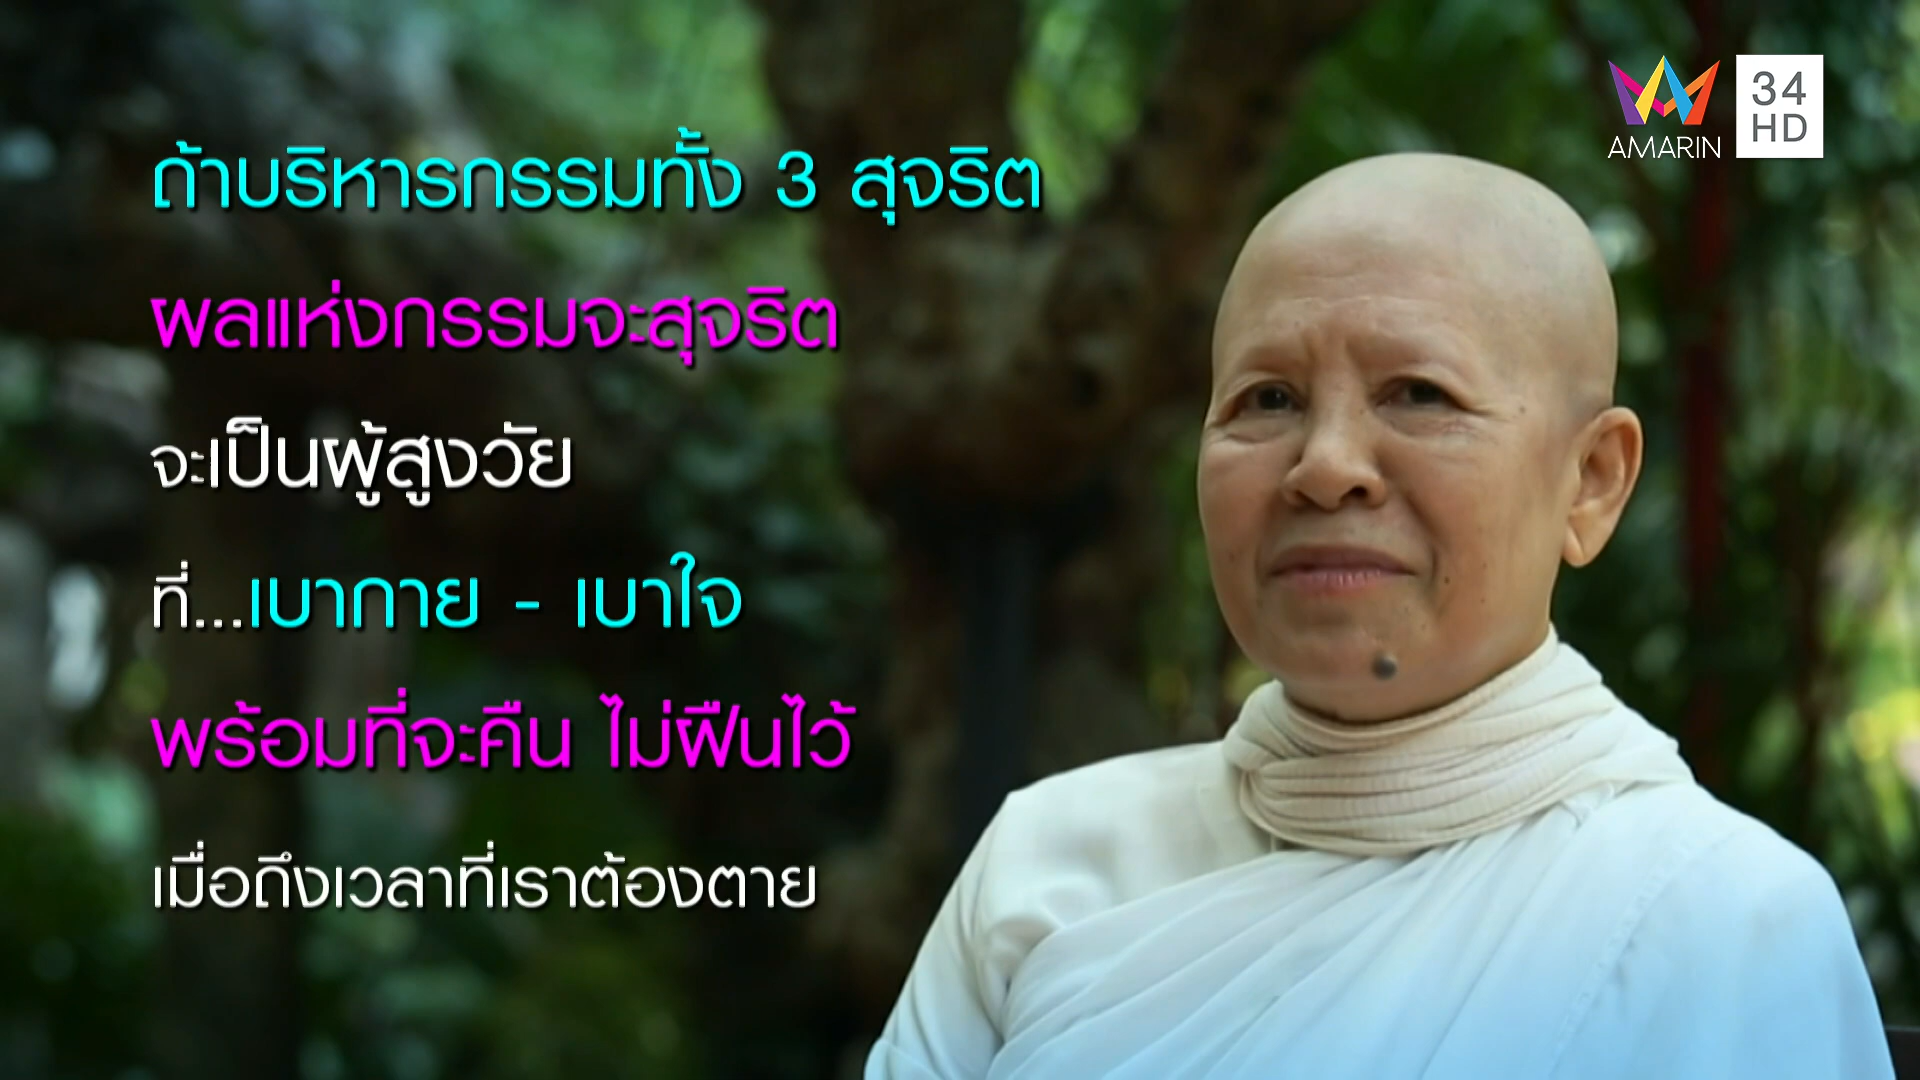 AMARIN
34
HD
ถ้าบริหารกรรมทั้ง 3 สุจริต
ผลแห่งกรรมจะสุจริต
จะเป็นผู้สูงวัย
ที่...เบากาย - เบาใจ
พร้อมที่จะคืน ไม่ฝืนไว้
เมื่อถึงเวลาที่เราต้องตาย